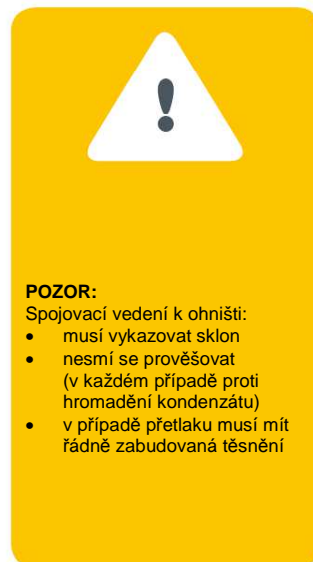 POZOR:
Spojovací vedení k ohništi:
• musí vykazovat sklon
• nesmí se prověšovat
(v každém případě proti
hromadění kondenzátu)
• v případě přetlaku musí mít
řádně zabudovaná těsnění